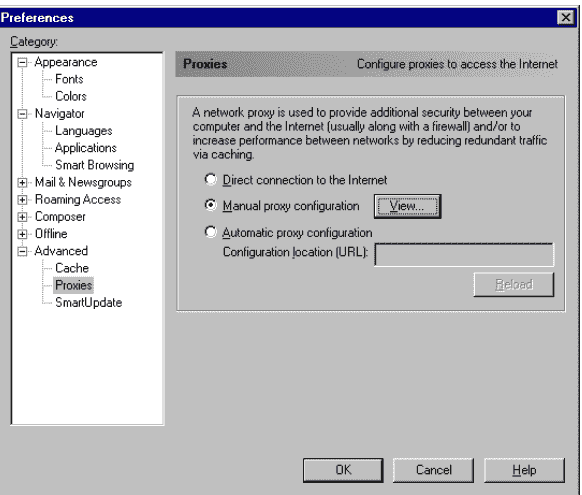 Preferences
Category:
Appearance
Fonts
Colors
Navigator
Languages
Applications
Smart Browsing
Mail & Newsgroups
Roaming Access
Composer
Offline
Advanced
Cache
Proxies
SmartUpdate
Proxies
Configure proxies to access the Internet
A network proxy is used to provide additional security between your
computer and the Internet (usually along with a firewall) and/or to
increase performance between networks by reducing redundant traffic
via caching.
Direct connection to the Internet
Manual proxy configuration
View...
Automatic proxy configuration
Configuration location (URL):
Reload
OK
Cancel
Help